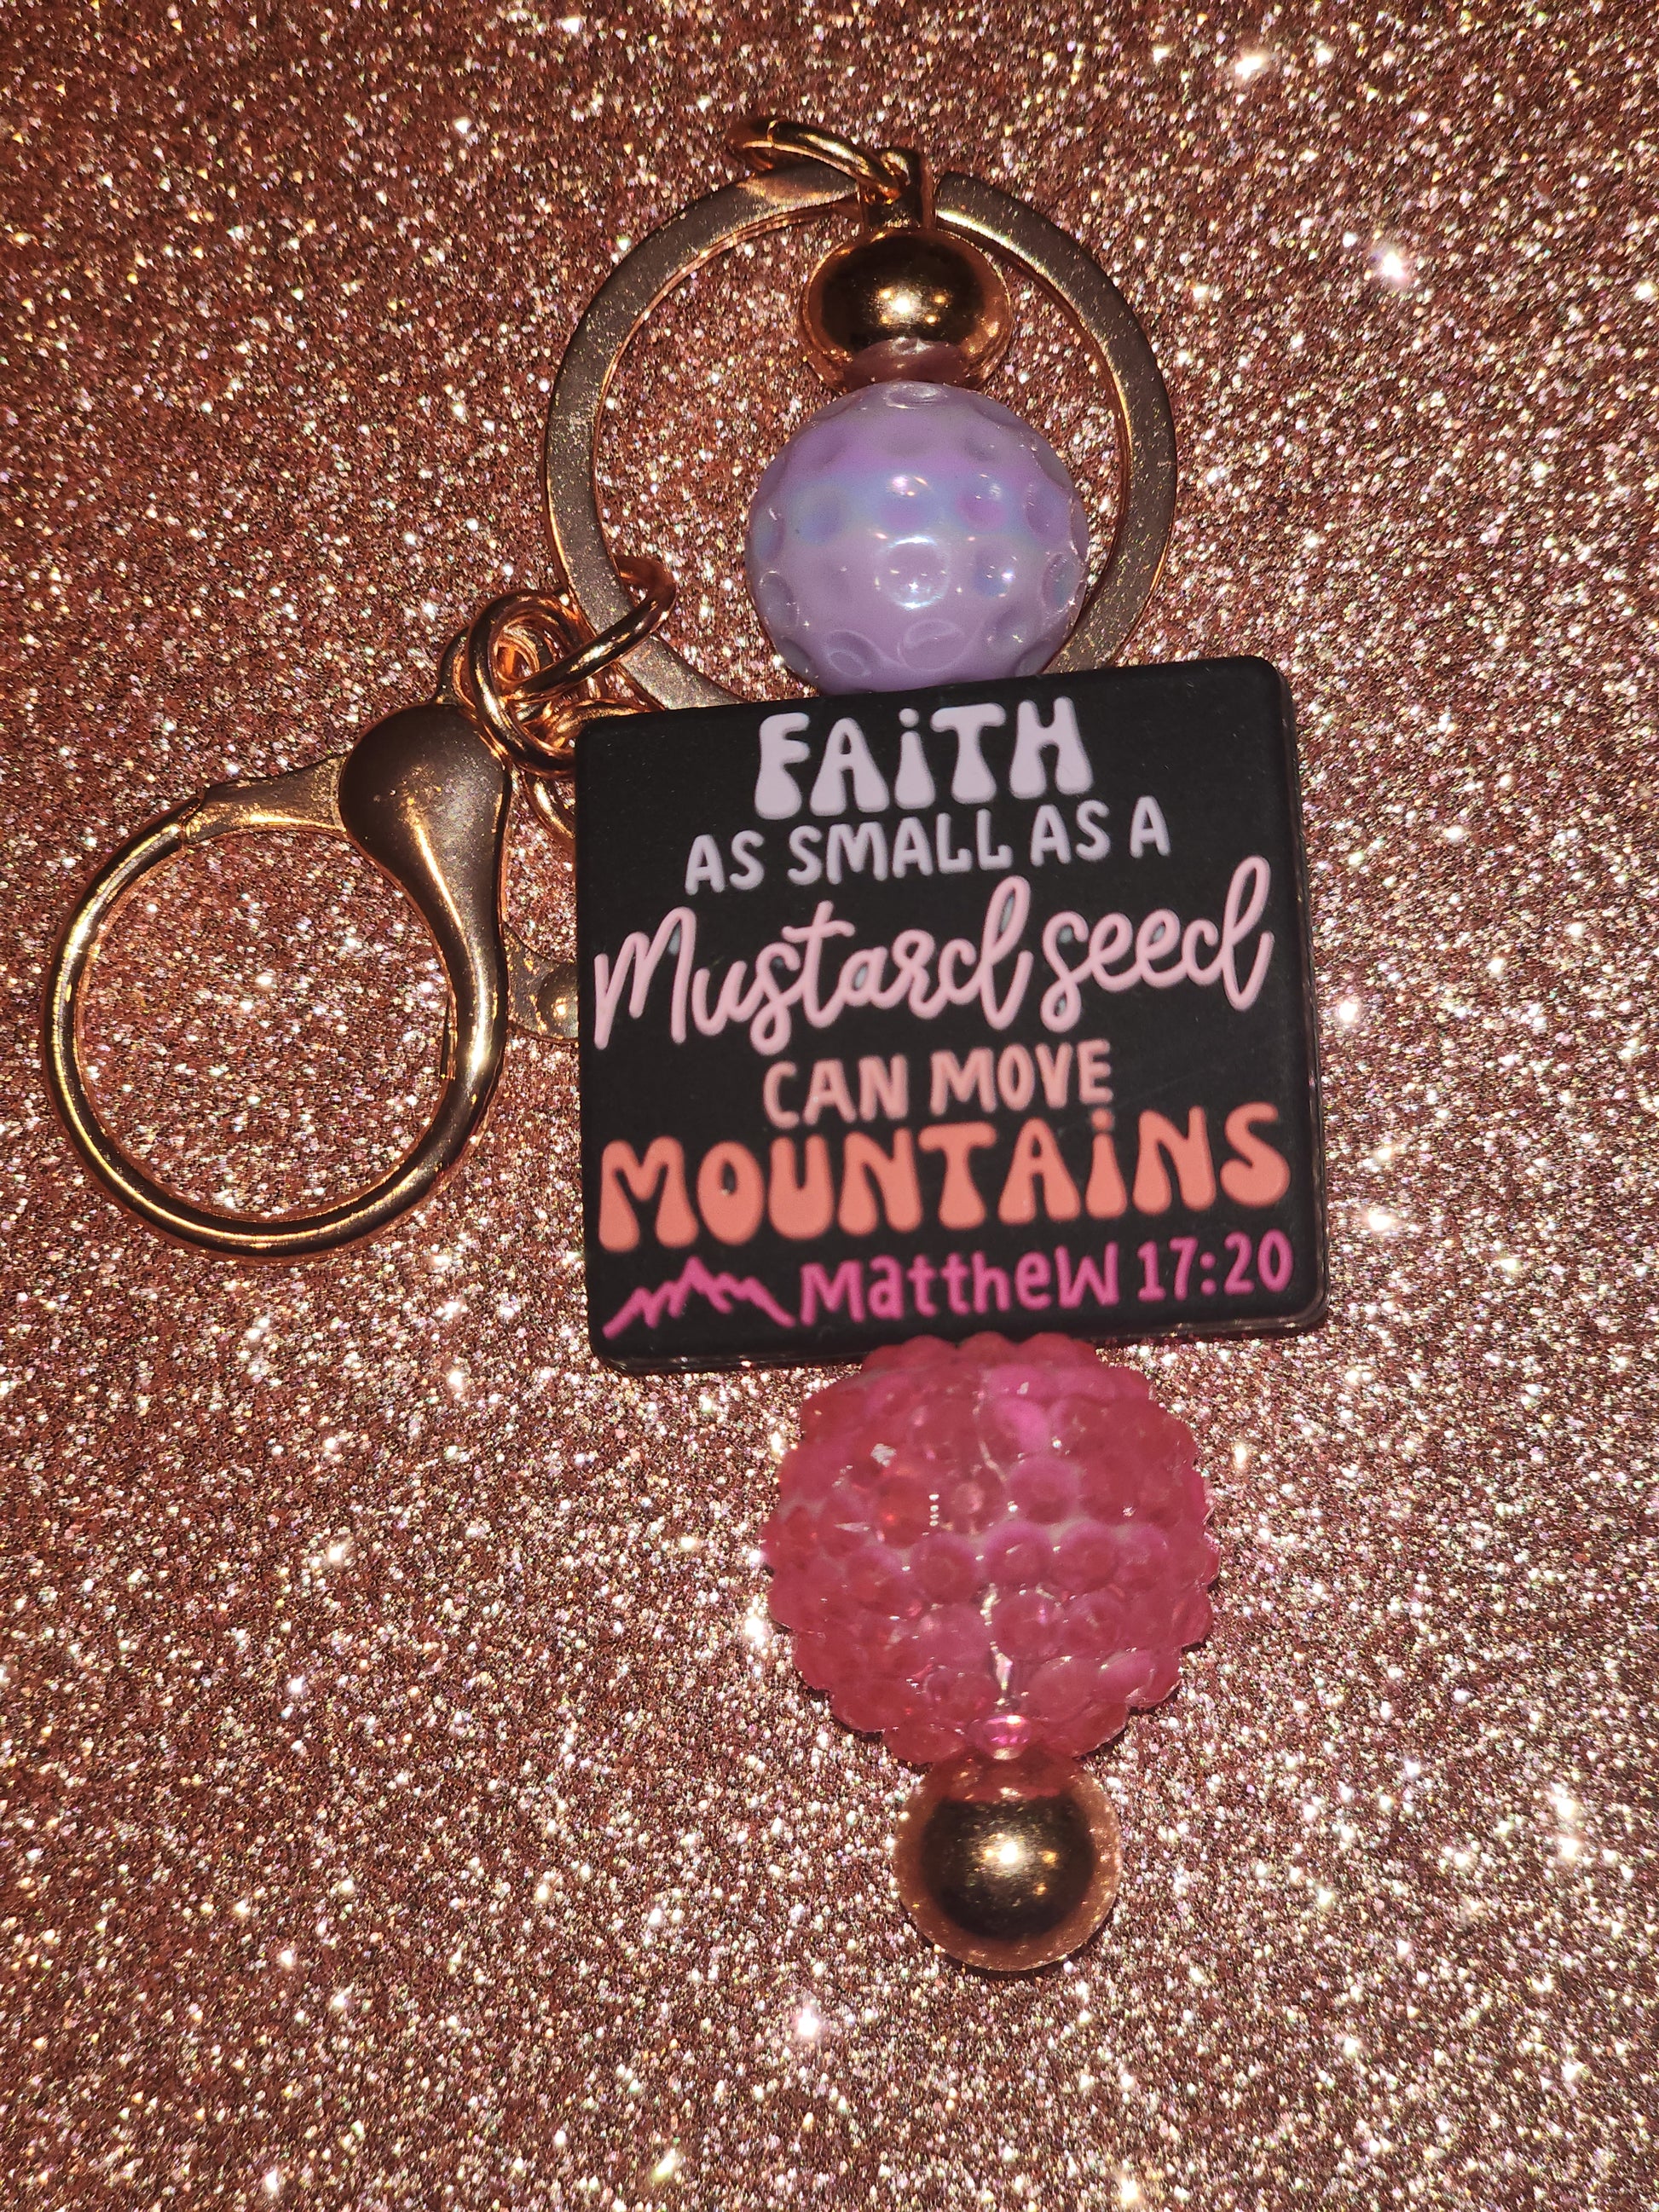 FAiTH
AS SMALL AS A
Mustard seed
CAN MOVE
MOUNTAiNS
Matthew 17:20